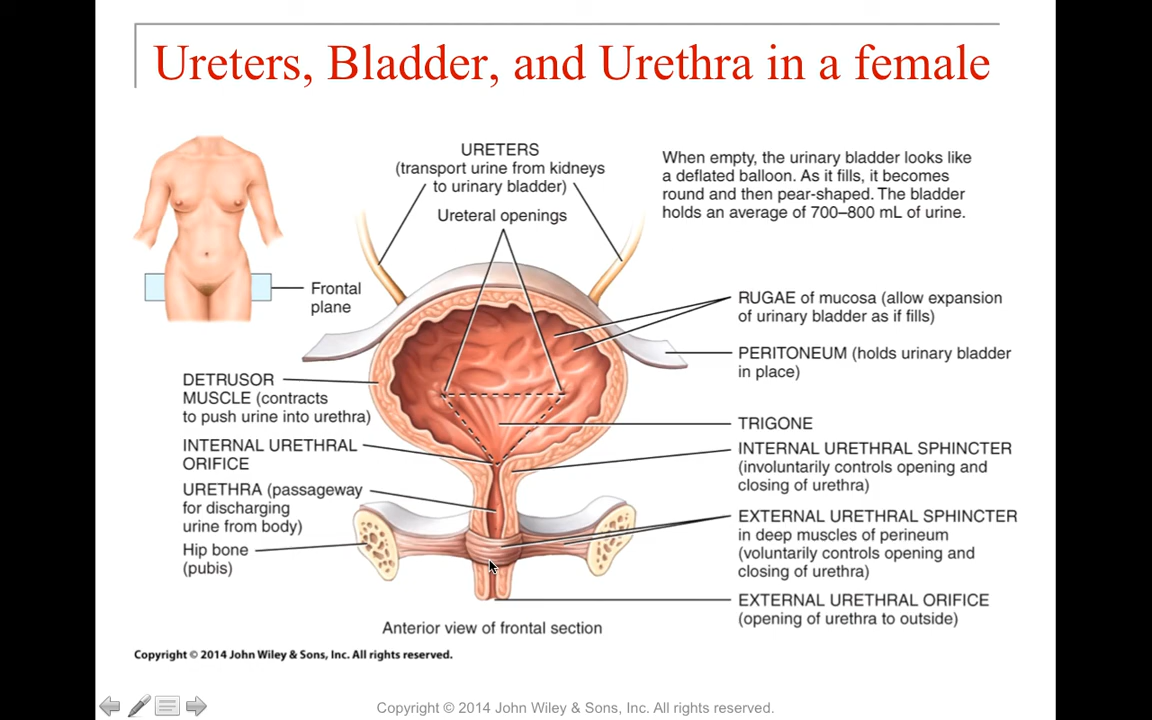 Ureters, Bladder, and Urethra in a female
URETERS
(transport urine from kidneys
to urinary bladder)
Ureteral openings
When empty, the urinary bladder looks like
a deflated balloon. As it fills, it becomes
round and then pear-shaped. The bladder
holds an average of 700–800 mL of urine.
Frontal
plane
RUGAE of mucosa (allow expansion
of urinary bladder as if fills)
PERITONEUM (holds urinary bladder
in place)
DETRUSOR
MUSCLE (contracts
to push urine into urethra)
TRIGONE
INTERNAL URETHRAL
ORIFICE
INTERNAL URETHRAL SPHINCTER
(involuntarily controls opening and
closing of urethra)
URETHRA (passageway
for discharging
urine from body)
EXTERNAL URETHRAL SPHINCTER
in deep muscles of perineum
(voluntarily controls opening and
closing of urethra)
Hip bone
(pubis)
EXTERNAL URETHRAL ORIFICE
(opening of urethra to outside)
Anterior view of frontal section
Copyright © 2014 John Wiley & Sons, Inc. All rights reserved.
Copyright © 2014 John Wiley & Sons, Inc. All rights reserved.